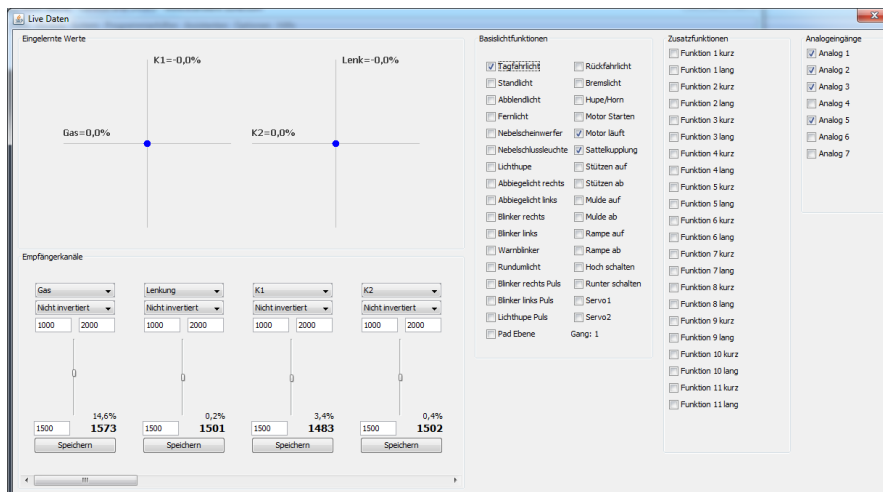 Live Daten
Eingelernte Werte
K1=-0,0%
Lenk=-0,0%
Gas=0,0%
K2=0,0%
Empfängerkanäle
Gas
Lenkung
K1
K2
Nicht invertiert
Nicht invertiert
Nicht invertiert
Nicht invertiert
1000 2000
1000 2000
1000 2000
1000 2000
14,6%
0,2%
3,4%
0,4%
1500 1573
1500 1501
1500 1483
1500 1502
Speichern
Speichern
Speichern
Speichern
Basislichtfunktionen
Tagfahrlicht
Standlicht
Abblendlicht
Fernlicht
Nebelscheinwerfer
Nebelschlussleuchte
Lichthupe
Abbiegelicht rechts
Abbiegelicht links
Blinker rechts
Blinker links
Warnblinker
Rundumlicht
Blinker rechts Puls
Blinker links Puls
Lichthupe Puls
Pad Ebene
Rückfahrlicht
Bremslicht
Hupe/Horn
Motor Starten
Motor läuft
Sattelkupplung
Stützen auf
Stützen ab
Mulde auf
Mulde ab
Rampe auf
Rampe ab
Hoch schalten
Runter schalten
Servo1
Servo2
Gang: 1
Zusatzfunktionen
Funktion 1 kurz
Funktion 1 lang
Funktion 2 kurz
Funktion 2 lang
Funktion 3 kurz
Funktion 3 lang
Funktion 4 kurz
Funktion 4 lang
Funktion 5 kurz
Funktion 5 lang
Funktion 6 kurz
Funktion 6 lang
Funktion 7 kurz
Funktion 7 lang
Funktion 8 kurz
Funktion 8 lang
Funktion 9 kurz
Funktion 9 lang
Funktion 10 kurz
Funktion 10 lang
Funktion 11 kurz
Funktion 11 lang
Analogeingänge
Analog 1
Analog 2
Analog 3
Analog 4
Analog 5
Analog 6
Analog 7